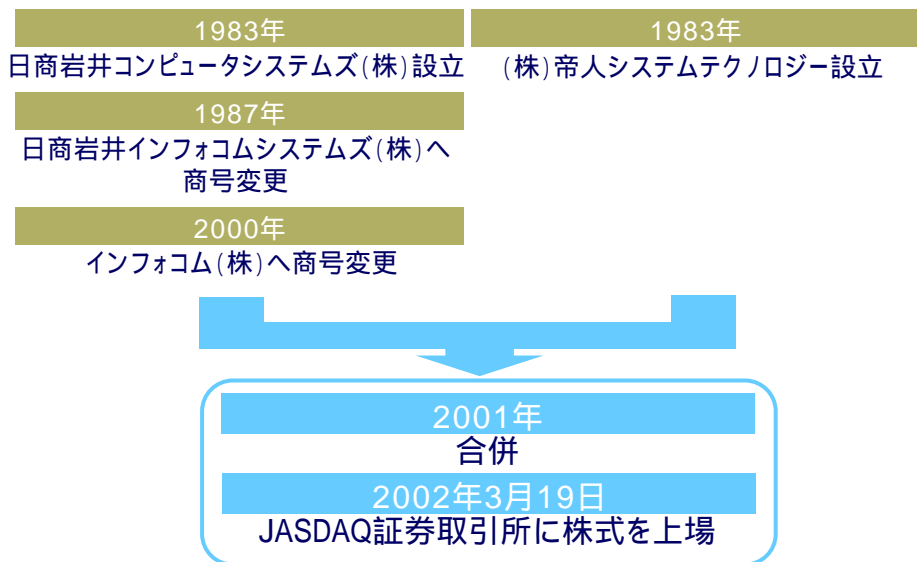 1983年
日商岩井コンピュータシステムズ(株)設立
1987年
日商岩井インフォコムシステムズ(株)へ
商号変更
2000年
インフォコム(株)へ商号変更
1983年
(株)帝人システムテクノロジー設立
2001年
合併
2002年3月19日
JASDAQ証券取引所に株式を上場